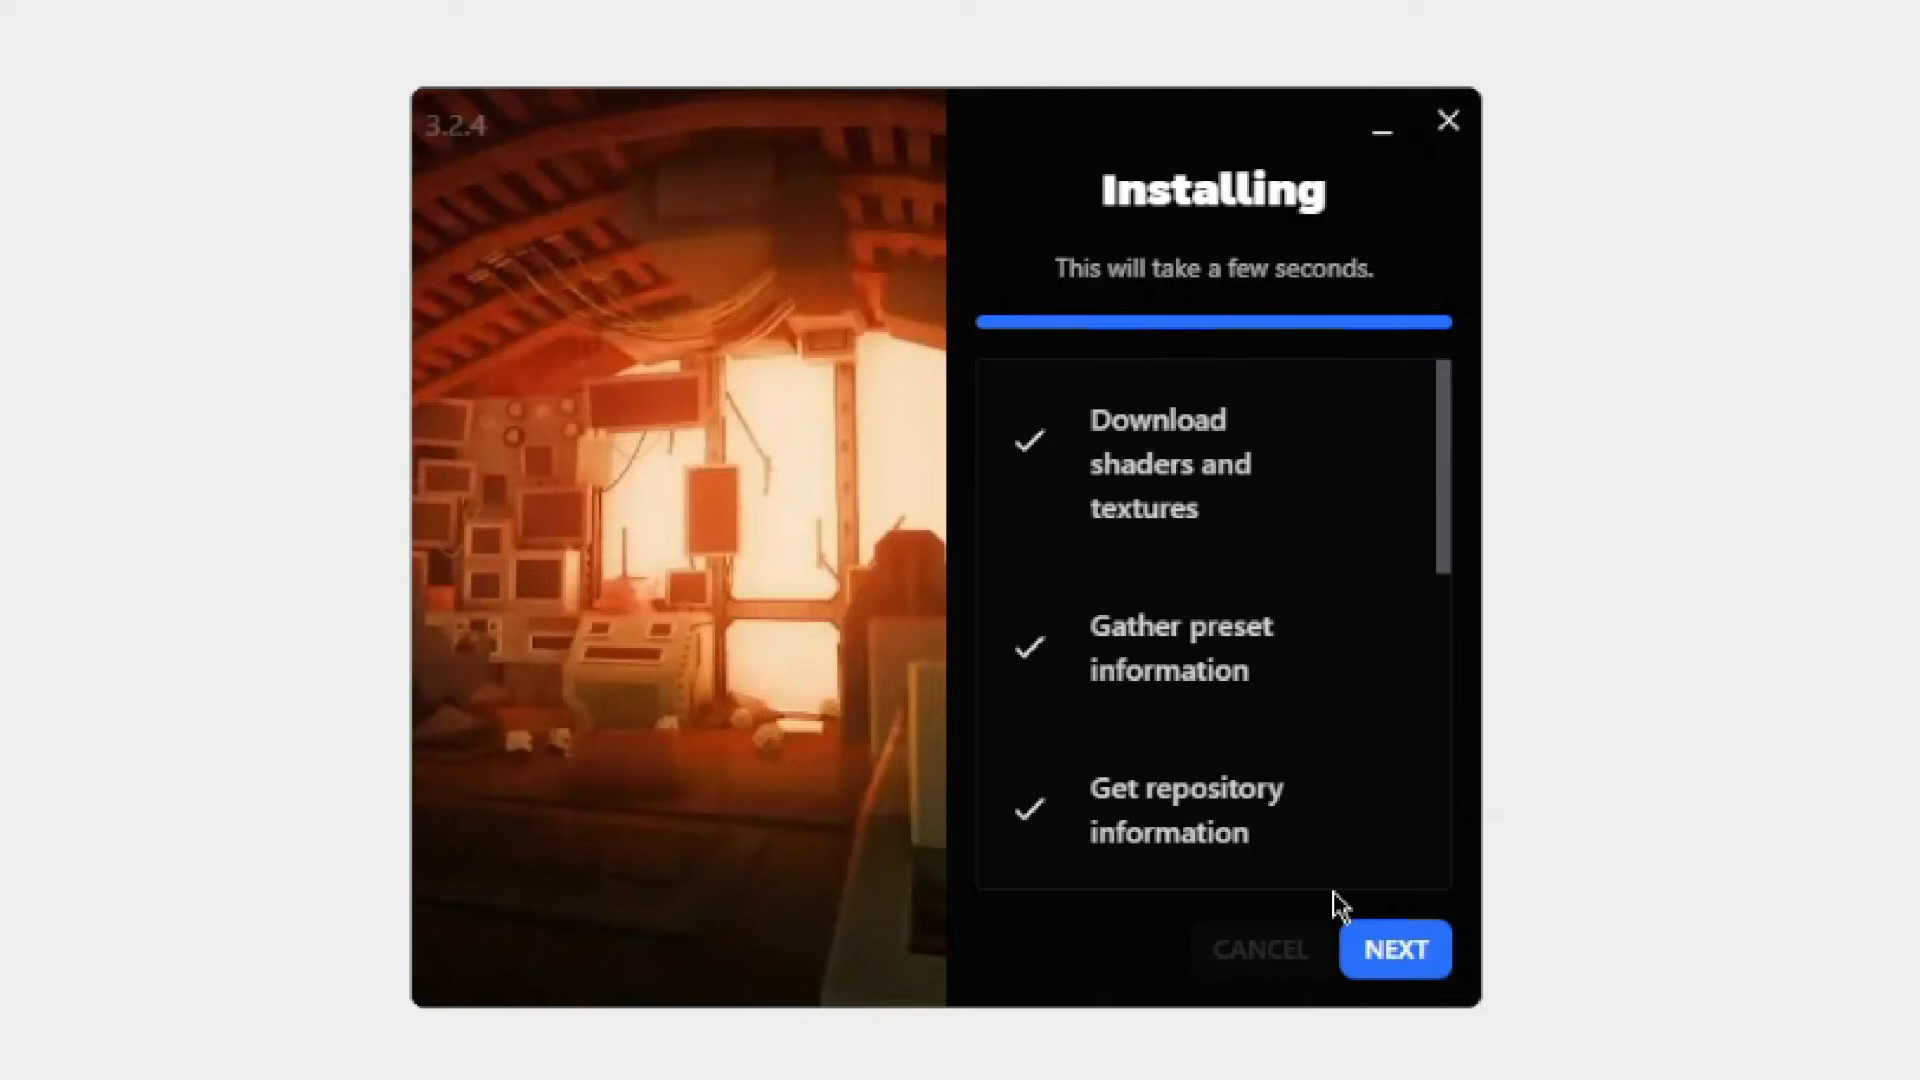 3.2.4
Installing
This will take a few seconds.
Download
shaders and
textures
Gather preset
information
Get repository
information
CANCEL
NEXT